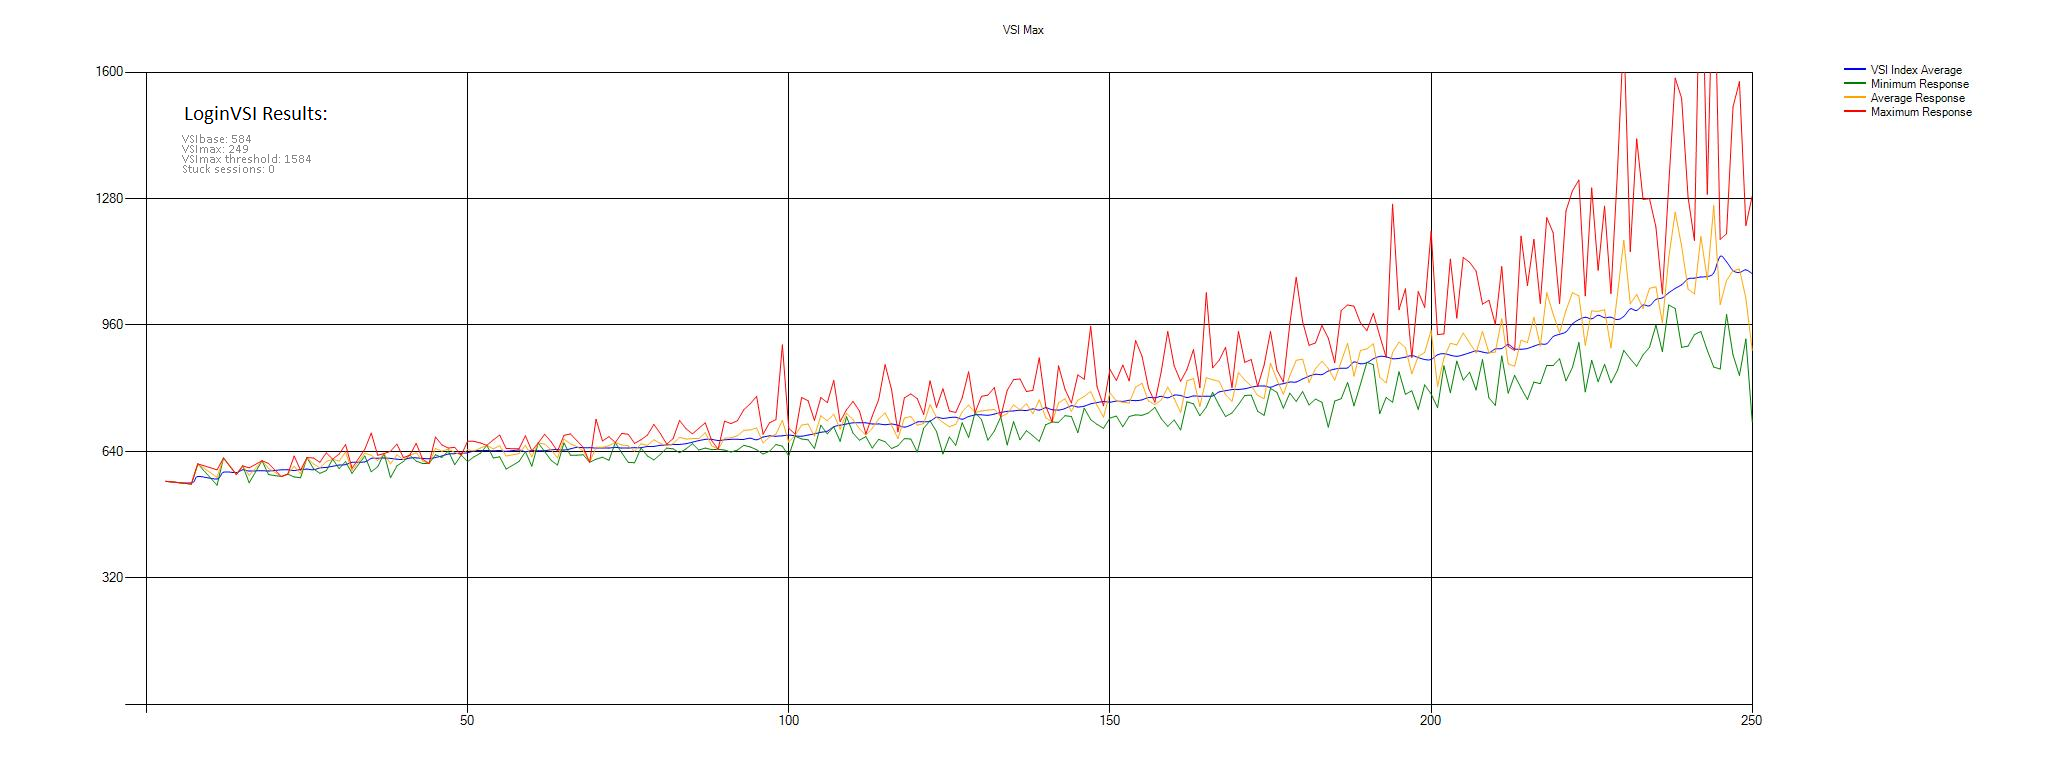 VSI Max
1600
1280
960
640
320
50
100
150
200
250
LoginVSI Results:
VSIbase: 584
VSImax: 249
VSImax threshold: 1584
Stuck sessions: 0
VSI Index Average
Minimum Response
Average Response
Maximum Response